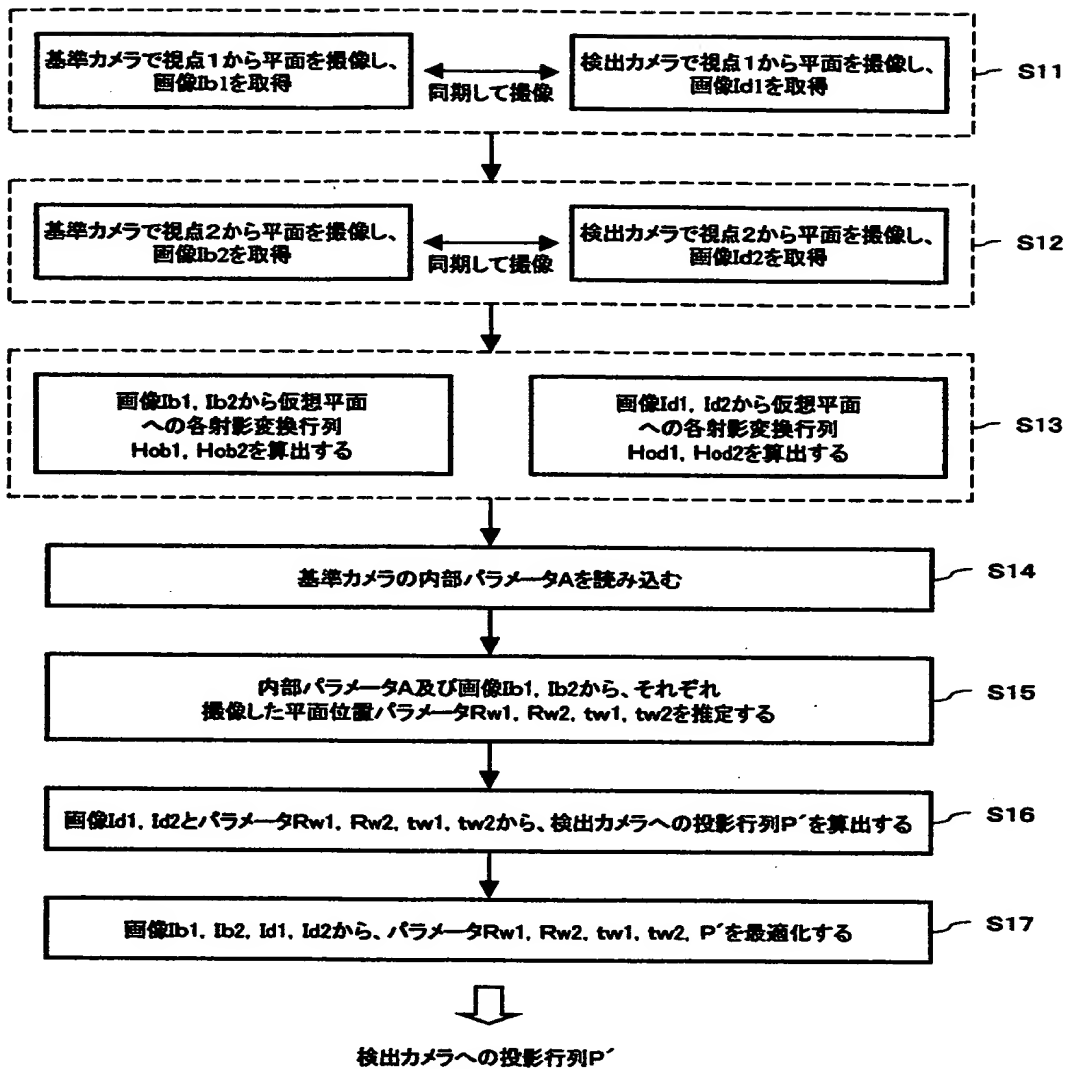 基準カメラで視点1から平面を撮像し、
画像Ib1を取得
同期して撮像
検出カメラで視点1から平面を撮像し、
画像Id1を取得
S11
基準カメラで視点2から平面を撮像し、
画像Ib2を取得
同期して撮像
検出カメラで視点2から平面を撮像し、
画像Id2を取得
S12
画像Ib1, Ib2から仮想平面
への各射影変換行列
Hob1, Hob2を算出する
画像Id1, Id2から仮想平面
への各射影変換行列
Hod1, Hod2を算出する
S13
基準カメラの内部パラメータAを読み込む
S14
内部パラメータA及び画像Ib1, Ib2から、それぞれ
撮像した平面位置パラメータRw1, Rw2, tw1, tw2を推定する
S15
画像Id1, Id2とパラメータRw1, Rw2, tw1, tw2から、検出カメラへの投影行列P´を算出する
S16
画像Ib1, Ib2, Id1, Id2から、パラメータRw1, Rw2, tw1, tw2, P´を最適化する
S17
検出カメラへの投影行列P´